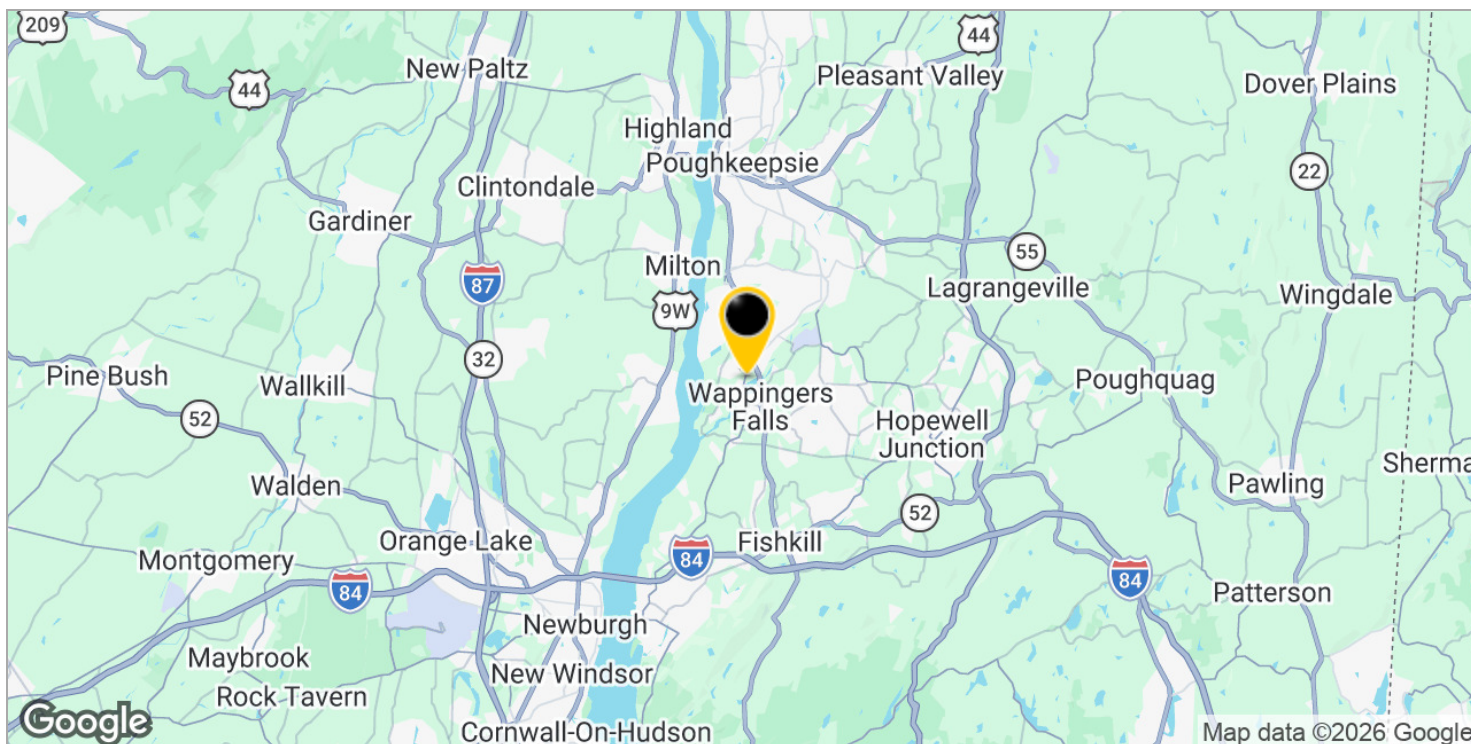 209
44
New Paltz
44
Pleasant Valley
Dover Plains
Highland
Poughkeepsie
22
Clintondale
Gardiner
55
Milton
87
Lagrangeville
Wingdale
9W
32
Pine Bush
Wallkill
Poughquag
Wappingers
Falls
52
Hopewell
Junction
Sherma
Walden
Pawling
52
Orange Lake
Fishkill
84
Montgomery
84
84
Patterson
Newburgh
Maybrook
New Windsor
Rock Tavern
Google
Cornwall-On-Hudson
Map data ©2026 Google